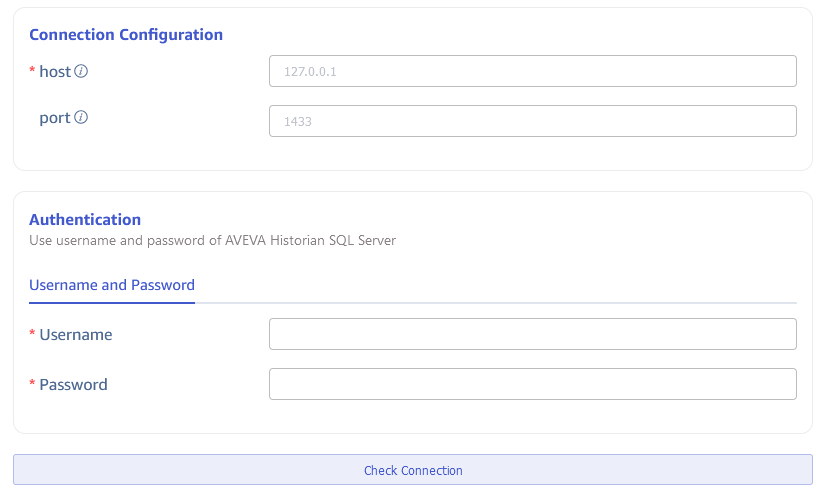 Connection Configuration
* host
127.0.0.1
port
1433
Authentication
Use username and password of AVEVA Historian SQL Server
Username and Password
* Username
* Password
Check Connection